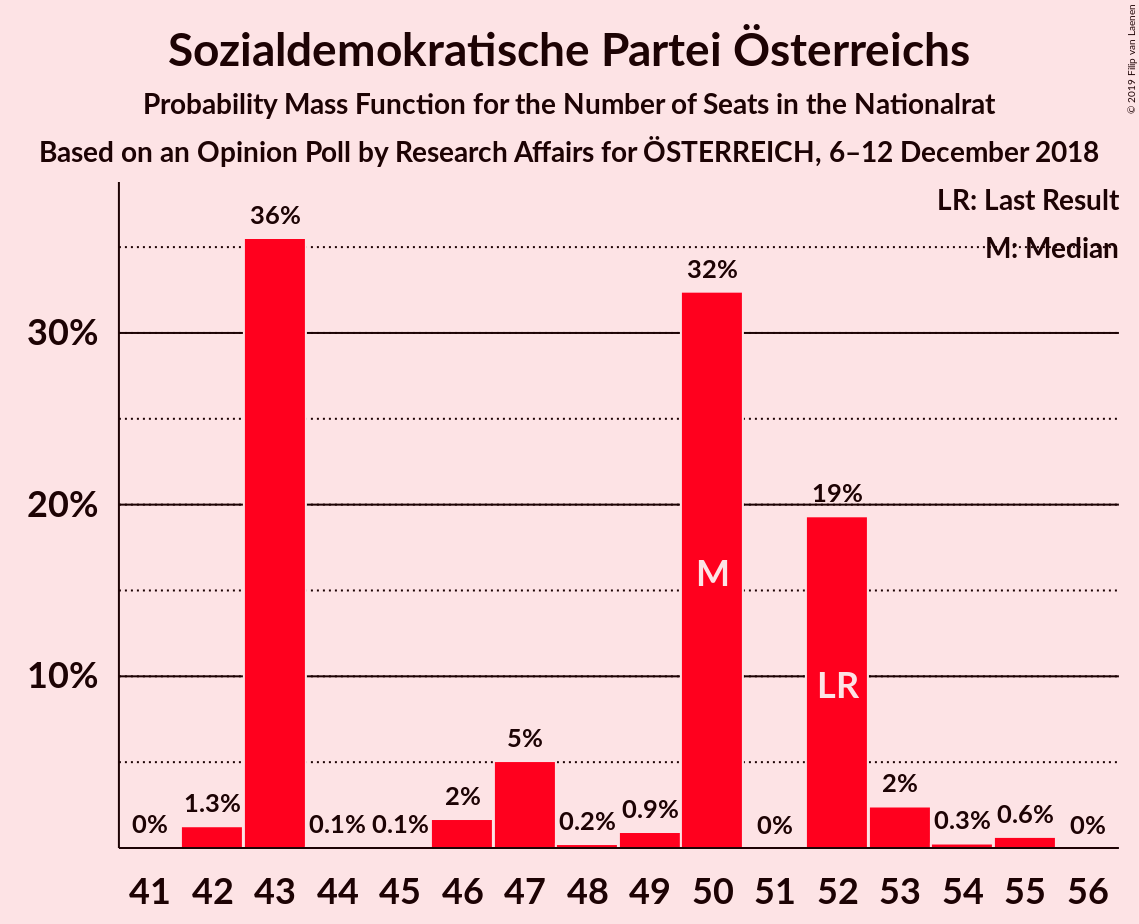 Sozialdemokratische Partei Österreichs
Probability Mass Function for the Number of Seats in the Nationalrat
Based on an Opinion Poll by Research Affairs for ÖSTERREICH, 6–12 December 2018
© 2019 Filip van Laenen
LR: Last Result
M: Median
30%
20%
10%
0%
1.3%
36%
0.1%
0.1%
2%
5%
0.2%
0.9%
32%
0%
19%
2%
0.3%
0.6%
0%
M
LR
41 42 43 44 45 46 47 48 49 50 51 52 53 54 55 56